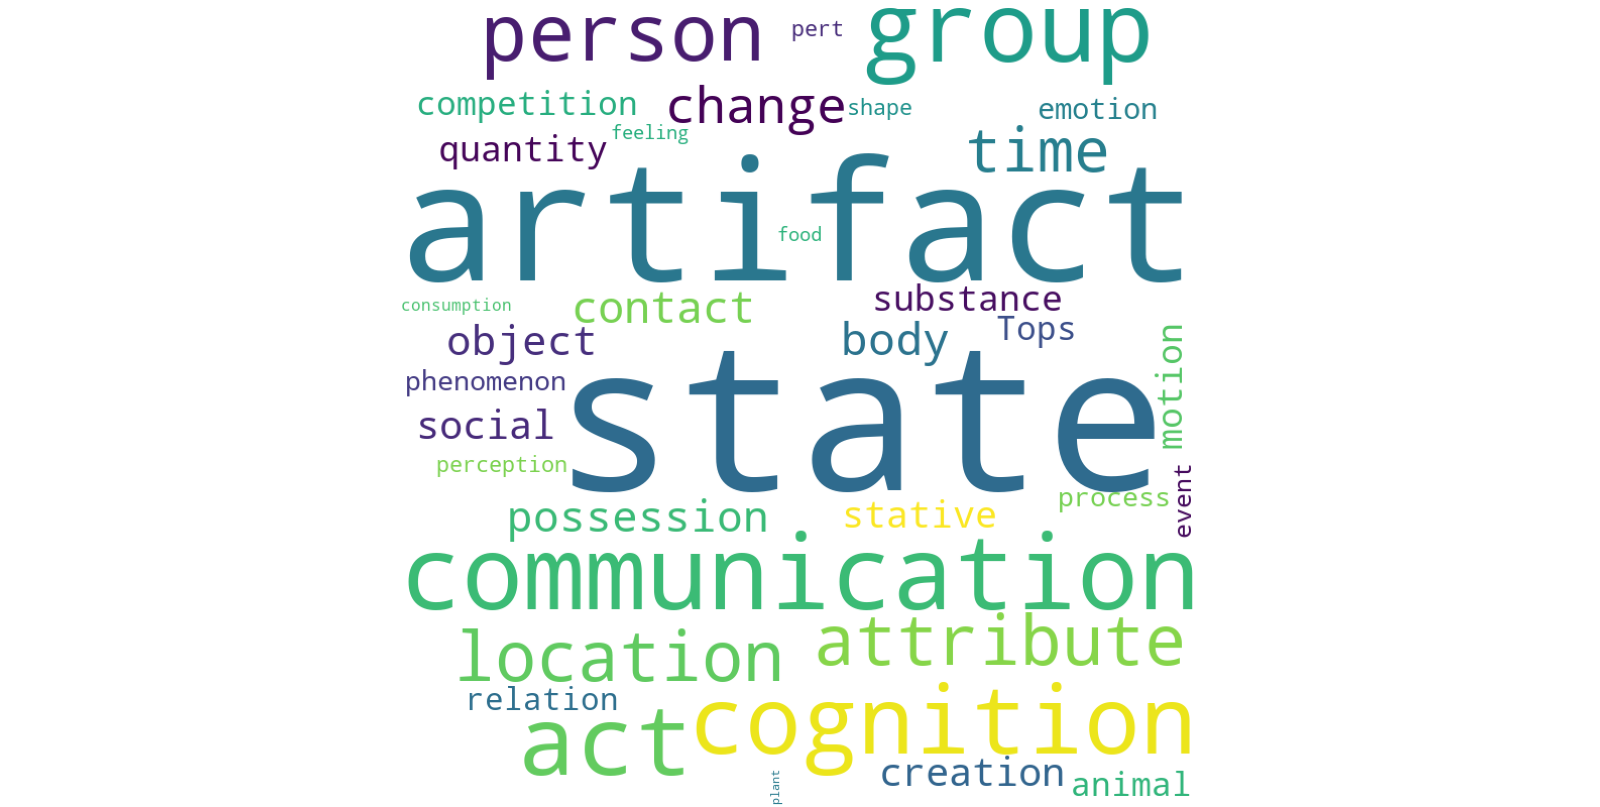 person
pert
group
competition
change
shape
emotion
feeling
quantity
time
artifact
food
consumption
contact
substance
object
body
Tops
motion
phenomenon
state
social
perception
event
process
possession
stative
communication
location
attribute
relation
act
cognition
creation
plant
animal